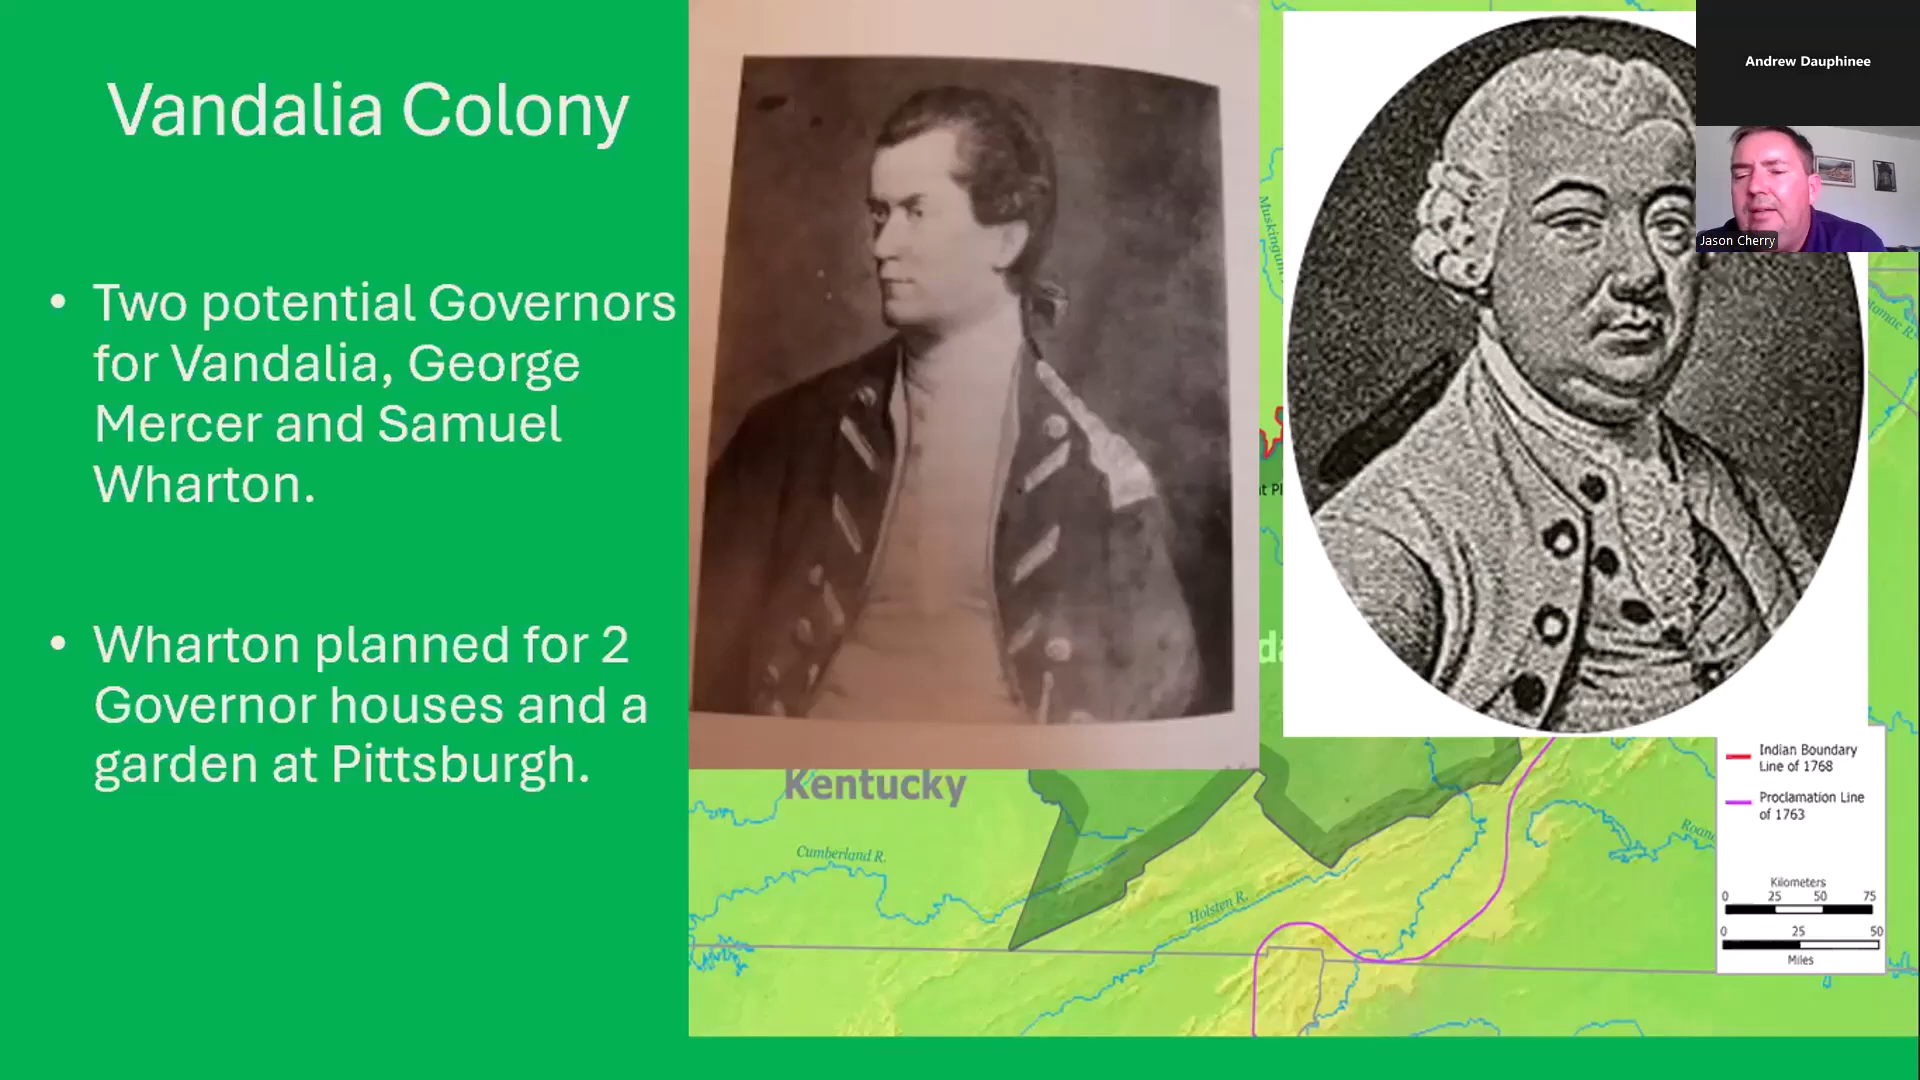 Vandalia Colony
• Two potential Governors
for Vandalia, George
Mercer and Samuel
Wharton.
• Wharton planned for 2
Governor houses and a
garden at Pittsburgh.
Andrew Dauphinee
Jason Cherry
Kentucky
Cumberland R.
Holsten R.
Indian Boundary
Line of 1768
Proclamation Line
of 1763
Kilometers
0 25 50 75
0 25 50
Miles